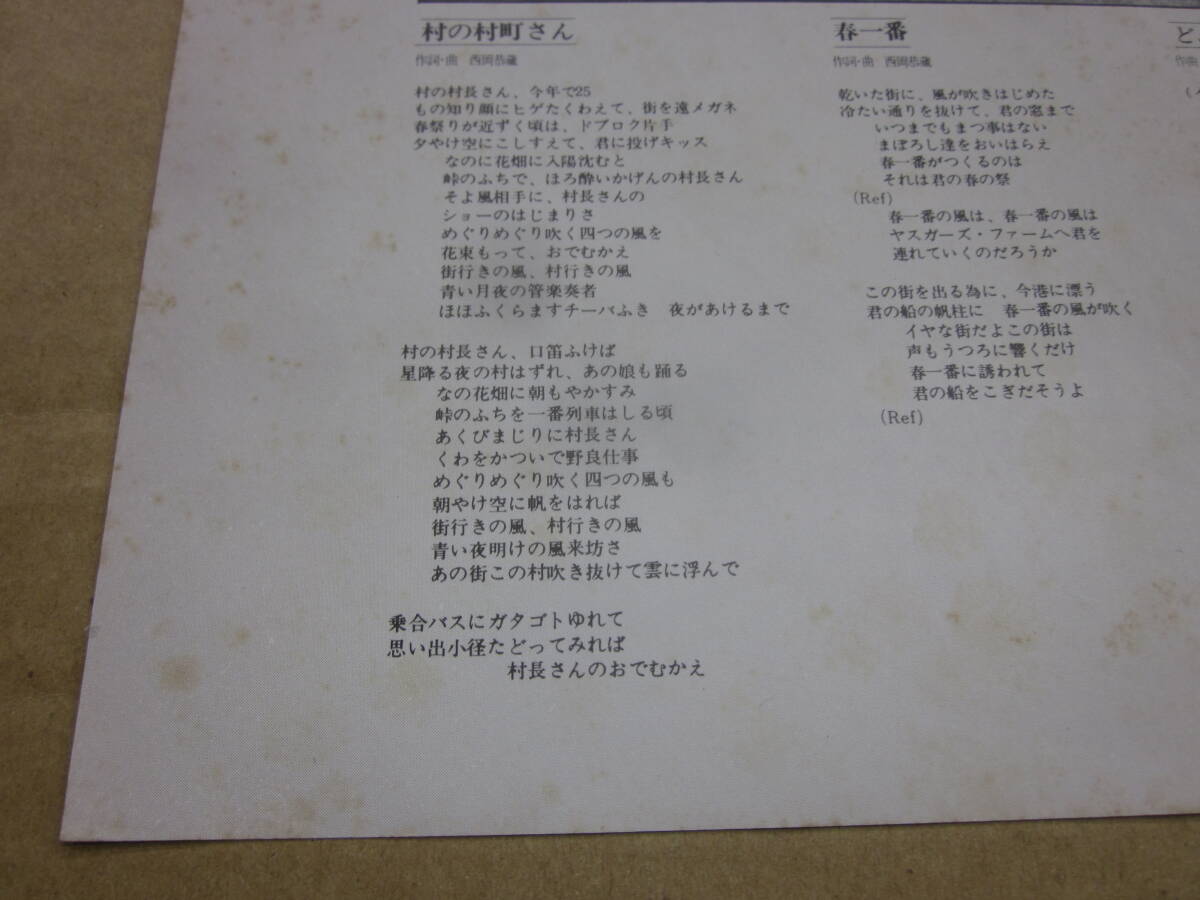 村の村町さん
作詞・曲　西岡恭蔵
村の村長さん、今年で25
もの知り顔にヒゲたくわえて、街を遠メガネ
春祭りが近ずく頃は、ドブロク片手
夕やけ空にこしすえて、君に投げキッス
なのに花畑に入陽沈むと
峠のふちで、ほろ酔いかげんの村長さん
そよ風相手に、村長さんの
ショーのはじまりさ
めぐりめぐり吹く四つの風を
花束もって、おでむかえ
街行きの風、村行きの風
青い月夜の管楽奏者
ほほふくらますチーバふき　夜があけるまで
村の村長さん、口笛ふけば
星降る夜の村はずれ、あの娘も踊る
なの花畑に朝もやかすみ
峠のふちを一番列車はしる頃
あくびまじりに村長さん
くわをかついで野良仕事
めぐりめぐり吹く四つの風も
朝やけ空に帆をはれば
街行きの風、村行きの風
青い夜明けの風来坊さ
あの街この村吹き抜けて雲に浮んで
乗合バスにガタゴトゆれて
思い出小径たどってみれば
村長さんのおでむかえ
春一番
作詞・曲　西岡恭蔵
乾いた街に、風が吹きはじめた
冷たい通りを抜けて、君の窓まで
いつまでもまつ事はない
まぼろし達をおいはらえ
春一番がつくるのは
それは君の春の祭
(Ref)
春一番の風は、春一番の風は
ヤスガーズ・ファームへ君を
連れていくのだろうか
この街を出る為に、今港に漂う
君の船の帆柱に　春一番の風が吹く
イヤな街だよこの街は
声もうつろに響くだけ
春一番に誘われて
君の船をこぎだそうよ
(Ref)
ど
作曲